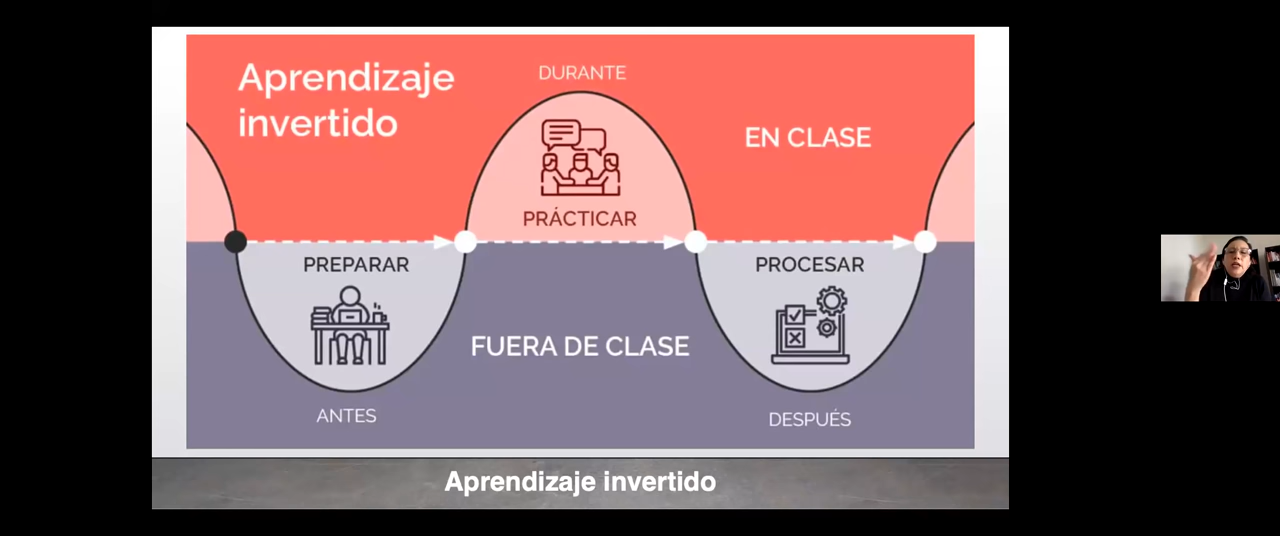 Aprendizaje
invertido
DURANTE
EN CLASE
PRÁCTICAR
PREPARAR
PROCESAR
FUERA DE CLASE
ANTES
DESPUÉS
Aprendizaje invertido